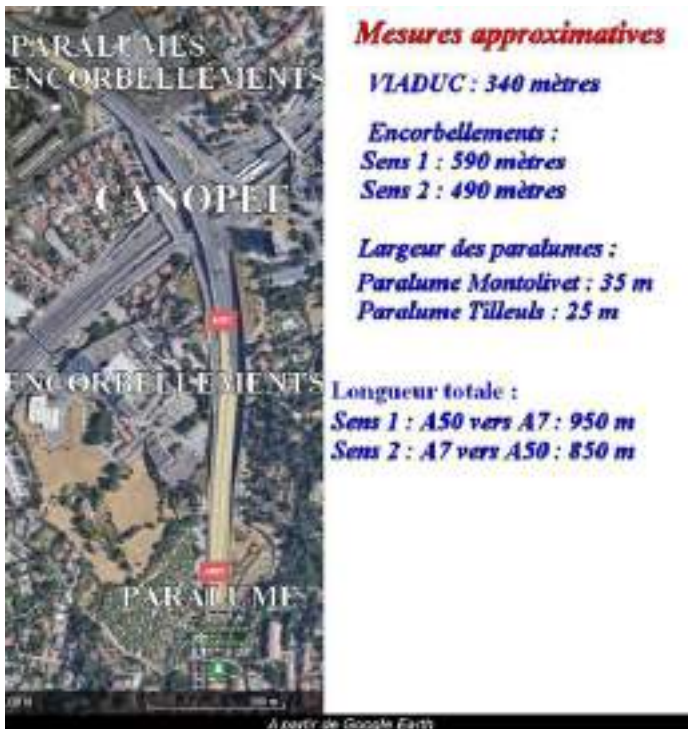 PARALUMES
ENCORBELLEMENTS
CANOPEE
ENCORBELLEMENTS
PARALUME
Mesures approximatives
VIADUC : 340 mètres
Encorbellements :
Sens 1 : 590 mètres
Sens 2 : 490 mètres
Largeur des paralumes :
Paralume Montolivet : 35 m
Paralume Tilleuls : 25 m
Longueur totale :
Sens 1 : A50 vers A7 : 950 m
Sens 2 : A7 vers A50 : 850 m
A partir de Google Earth